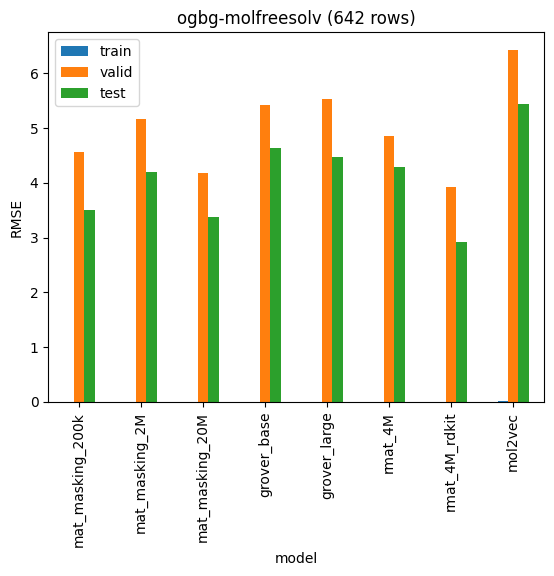 ogbg-molfreesolv (642 rows)
train
valid
test
RMSE
6
5
4
3
2
1
0
mat_masking_200k
mat_masking_2M
mat_masking_20M
grover_base
grover_large
rmat_4M
rmat_4M_rdkit
mol2vec
model